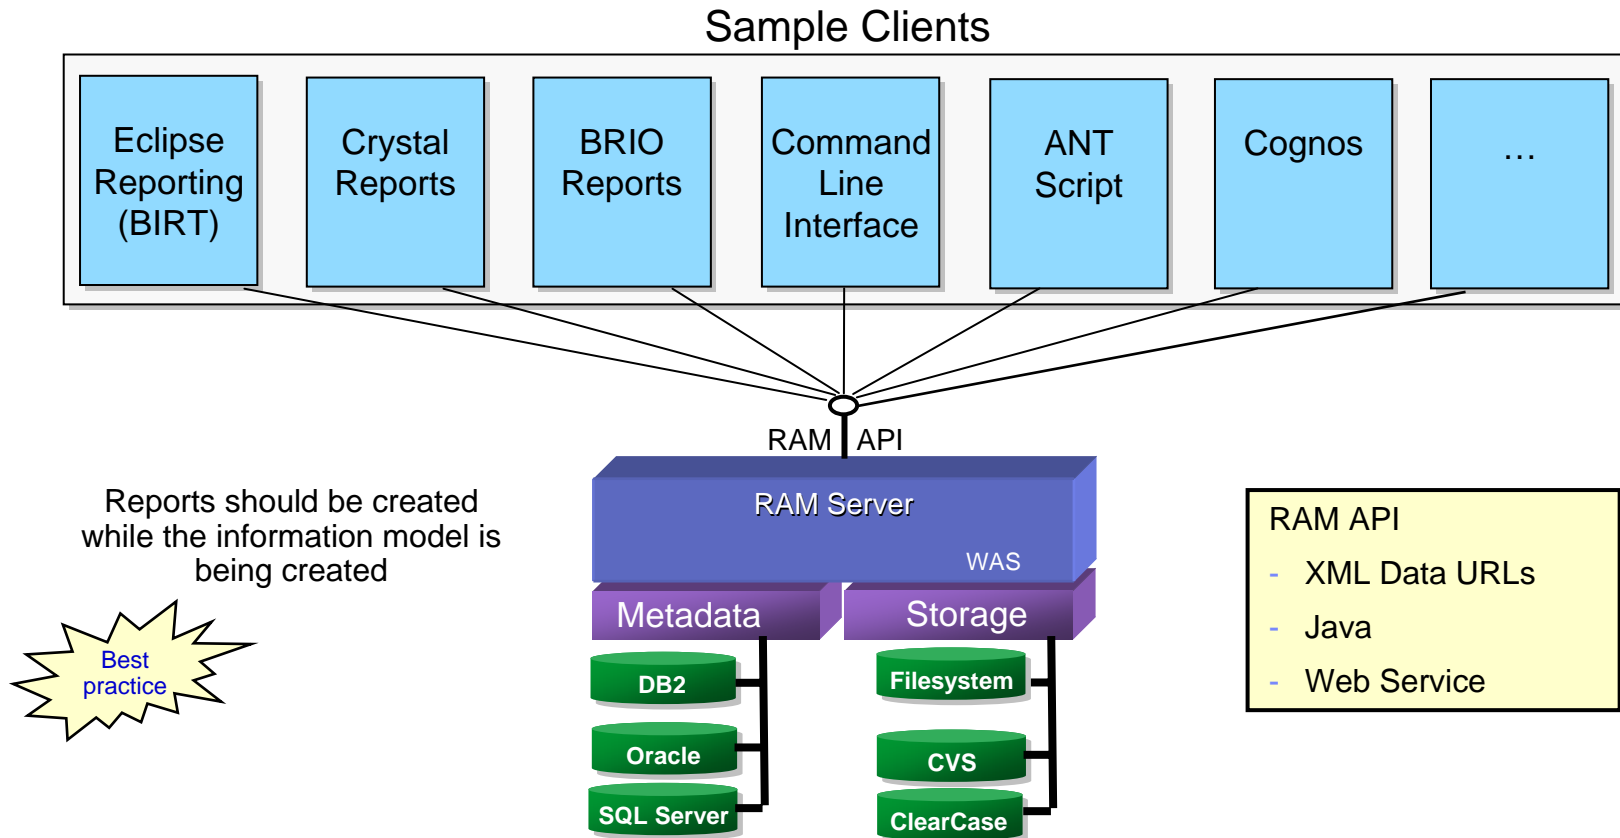 Sample Clients
Eclipse
Reporting
(BIRT)
Crystal
Reports
BRIO
Reports
Command
Line
Interface
ANT
Script
Cognos
...
RAM API
RAM Server
WAS
Metadata
Storage
DB2
Oracle
SQL Server
Filesystem
CVS
ClearCase
Reports should be created
while the information model is
being created
Best
practice
RAM API
- XML Data URLs
- Java
- Web Service